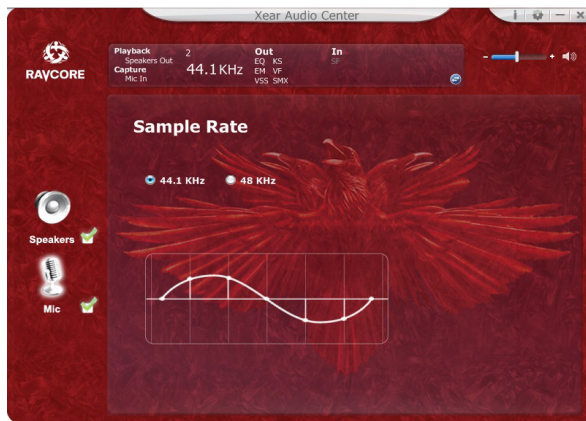 Xear Audio Center
RAVCORE
Playback
Speakers Out
Capture
Mic In
2
44.1 KHz
Out
EQ KS
EM VF
VSS SMX
In
SF
- +
i
Sample Rate
44.1 KHz 48 KHz
Speakers
Mic